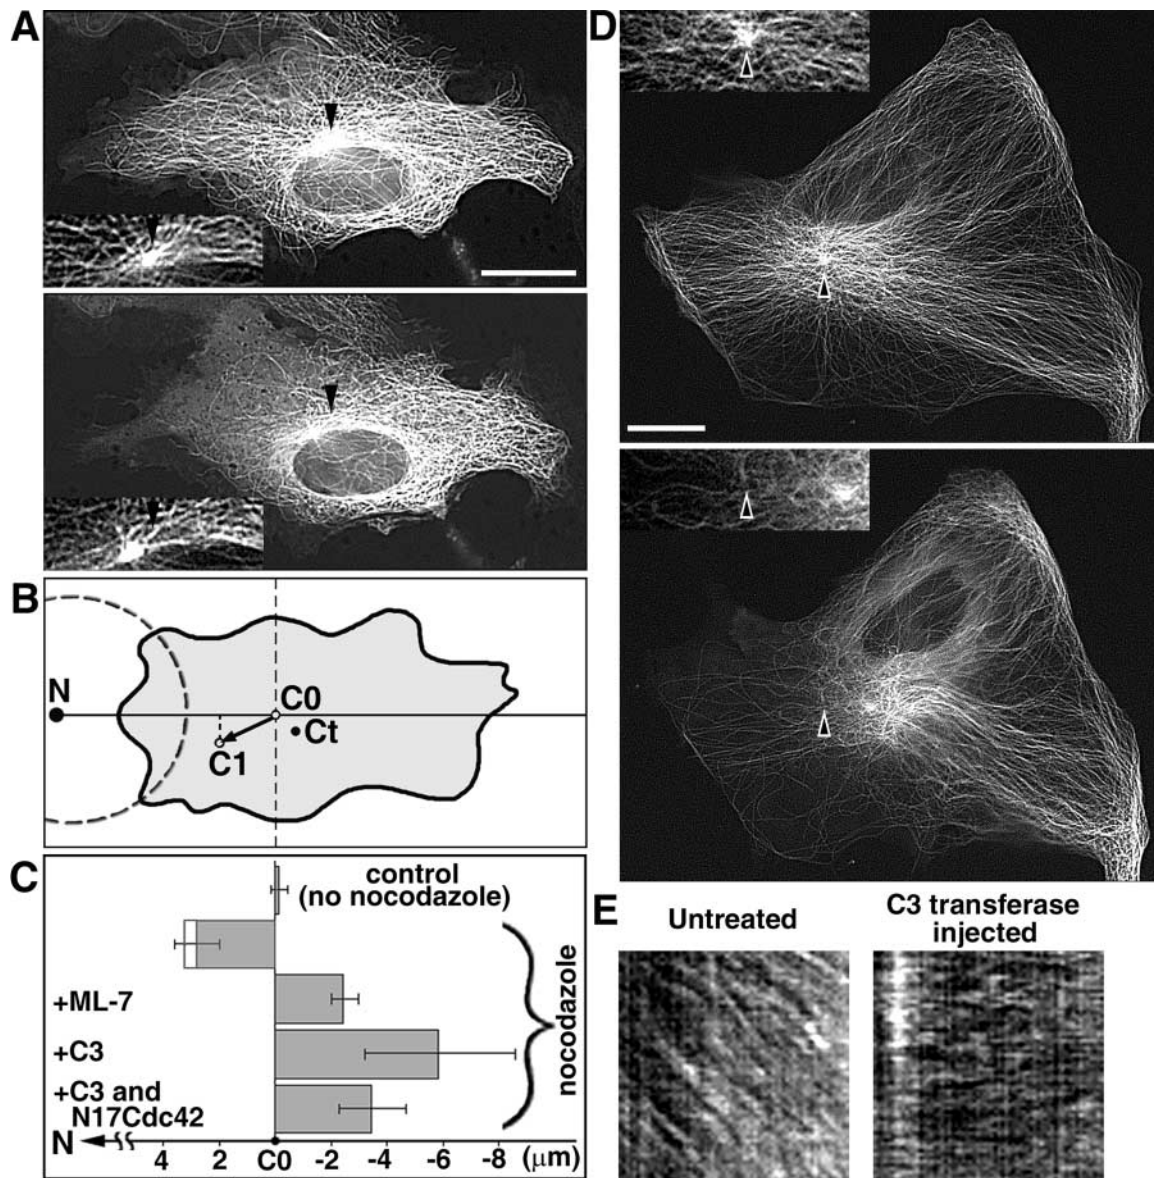 A
D
B
N
C0
Ct
C1
C
control
(no nocodazole)
+ML-7
+C3
+C3 and
N17Cdc42
nocodazole
N 4 2 C0 -2 -4 -6 -8 (μm)
E
Untreated
C3 transferase
injected